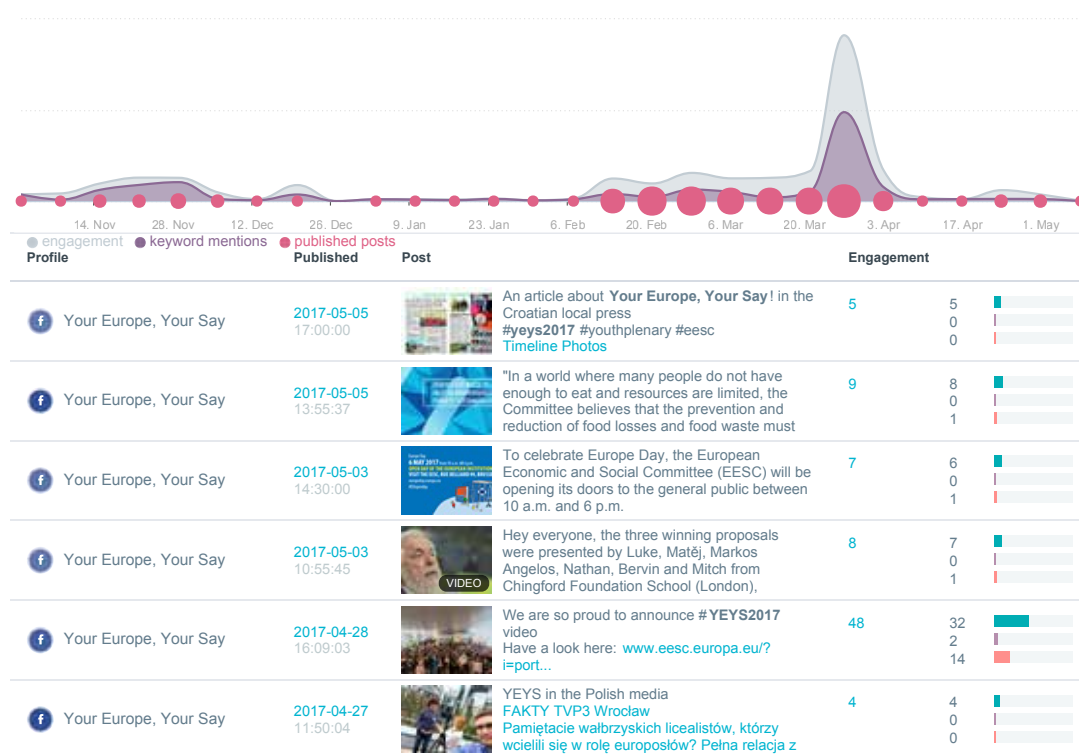 14. Nov 28. Nov 12. Dec 26. Dec 9. Jan 23. Jan 6. Feb 20. Feb 6. Mar 20. Mar 3. Apr 17. Apr 1. May
engagement keyword mentions published posts
Profile Published Post Engagement
Your Europe, Your Say
2017-05-05
17:00:00
An article about Your Europe, Your Say! in the
Croatian local press
#yeys2017 #youthplenary #eesc
Timeline Photos
5
5
0
0
Your Europe, Your Say
2017-05-05
13:55:37
"In a world where many people do not have
enough to eat and resources are limited, the
Committee believes that the prevention and
reduction of food losses and food waste must
9
8
0
1
Your Europe, Your Say
2017-05-03
14:30:00
6 MAY 2017
To celebrate Europe Day, the European
Economic and Social Committee (EESC) will be
opening its doors to the general public between
10 a.m. and 6 p.m.
7
6
0
1
Your Europe, Your Say
2017-05-03
10:55:45
VIDEO
Hey everyone, the three winning proposals
were presented by Luke, Matěj, Markos
Angelos, Nathan, Bervin and Mitch from
Chingford Foundation School (London),
8
7
0
1
Your Europe, Your Say
2017-04-28
16:09:03
We are so proud to announce #YEYS2017
video
Have a look here: www.eesc.europa.eu/?
i=port...
48
32
2
14
Your Europe, Your Say
2017-04-27
11:50:04
YEYS in the Polish media
FAKTY TVP3 Wrocław
Pamiętacie wałbrzyskich licealistów, którzy
wcielili się w rolę europosłów? Pełna relacja z
4
4
0
0